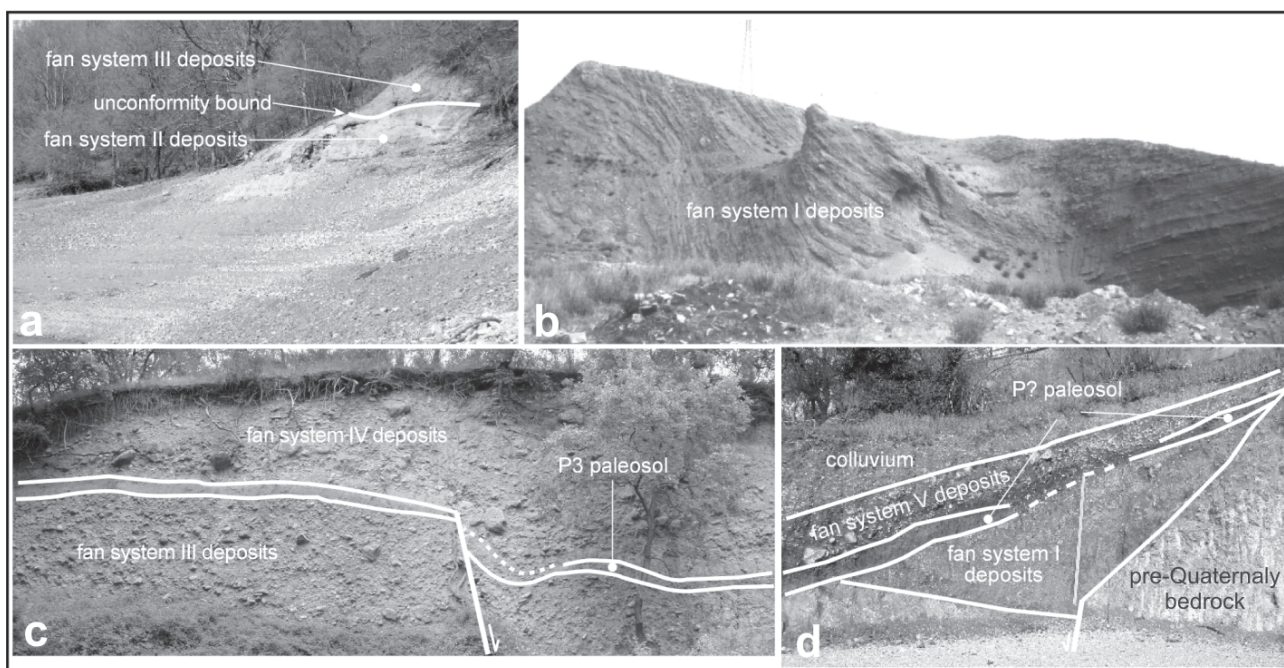 fan system III deposits
unconformity bound
fan system II deposits
a
fan system I deposits
b
fan system IV deposits
P3 paleosol
fan system III deposits
c
P? paleosol
colluvium
fan system V deposits
fan system I
deposits
pre-Quaternaly
bedrock
d